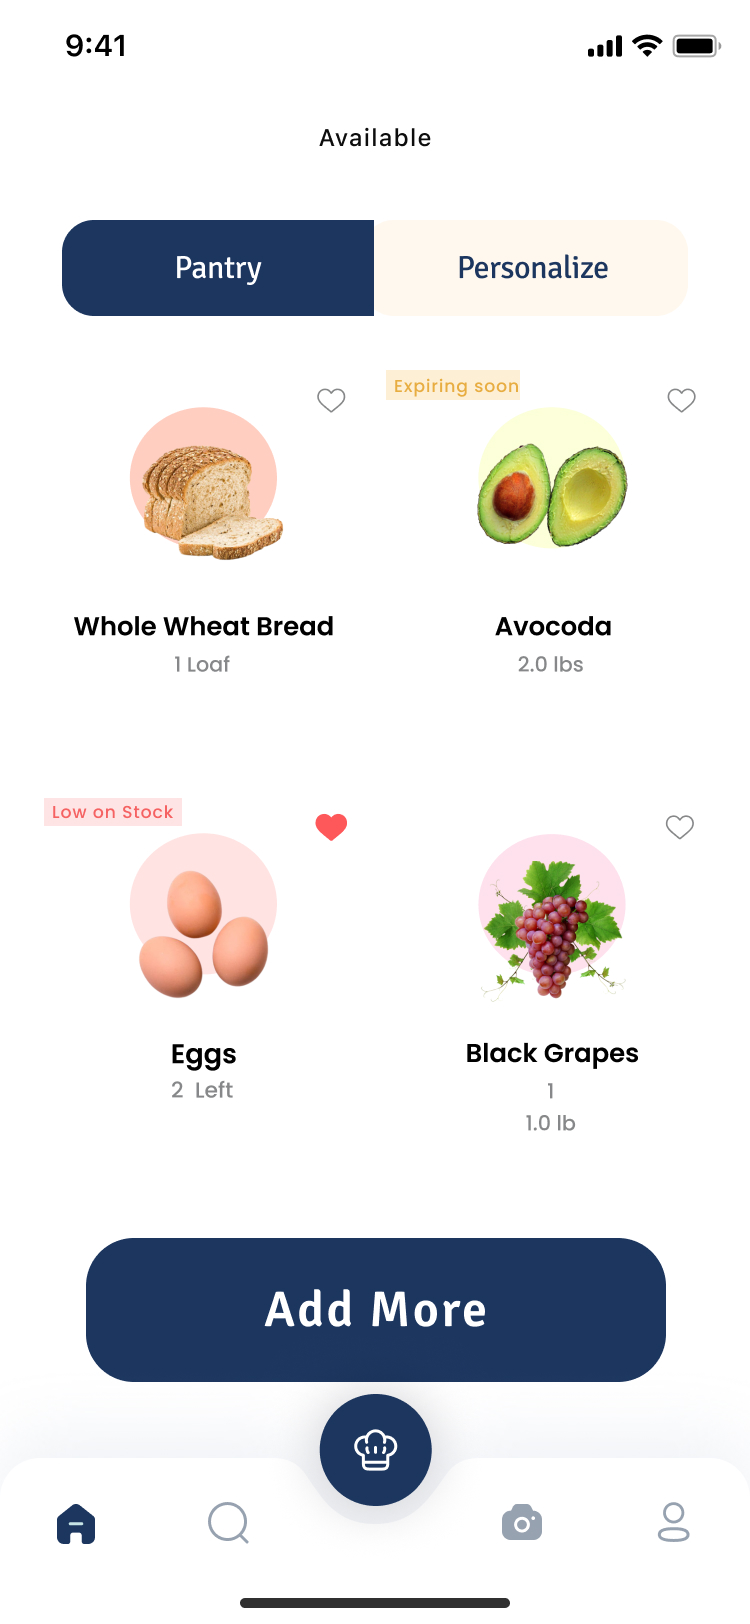 9:41
Available
Pantry
Personalize
Expiring soon
Whole Wheat Bread
1 Loaf
Avocoda
2.0 lbs
Low on Stock
Eggs
2 Left
Black Grapes
1
1.0 lb
Add More